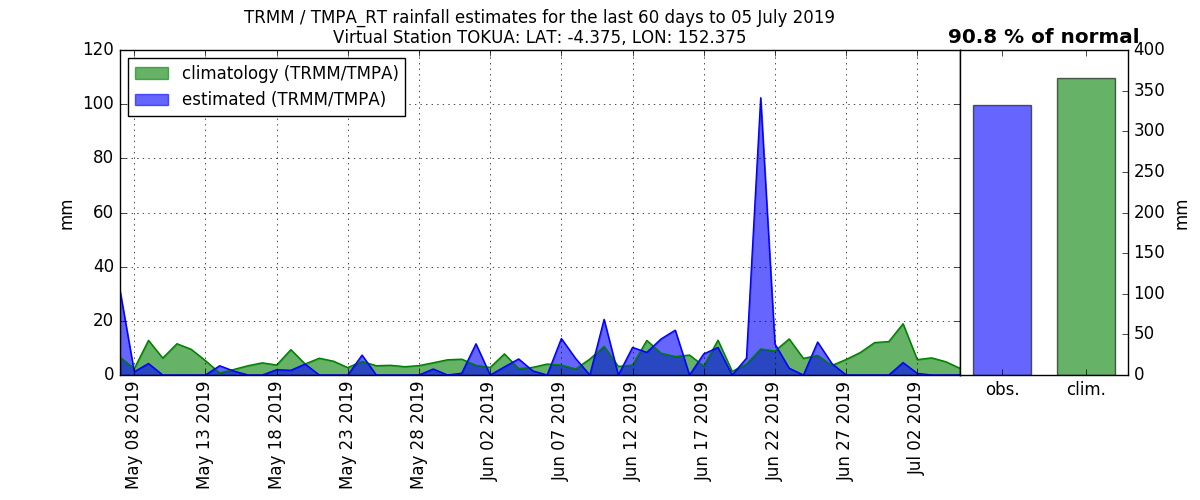 TRMM / TMPA_RT rainfall estimates for the last 60 days to 05 July 2019
Virtual Station TOKUA: LAT: -4.375, LON: 152.375
90.8 % of normal
climatology (TRMM/TMPA)
estimated (TRMM/TMPA)
mm
120
100
80
60
40
20
0
May 08 2019
May 13 2019
May 18 2019
May 23 2019
May 28 2019
Jun 02 2019
Jun 07 2019
Jun 12 2019
Jun 17 2019
Jun 22 2019
Jun 27 2019
Jul 02 2019
obs.
clim.
400
350
300
250
200
150
100
50
0
mm